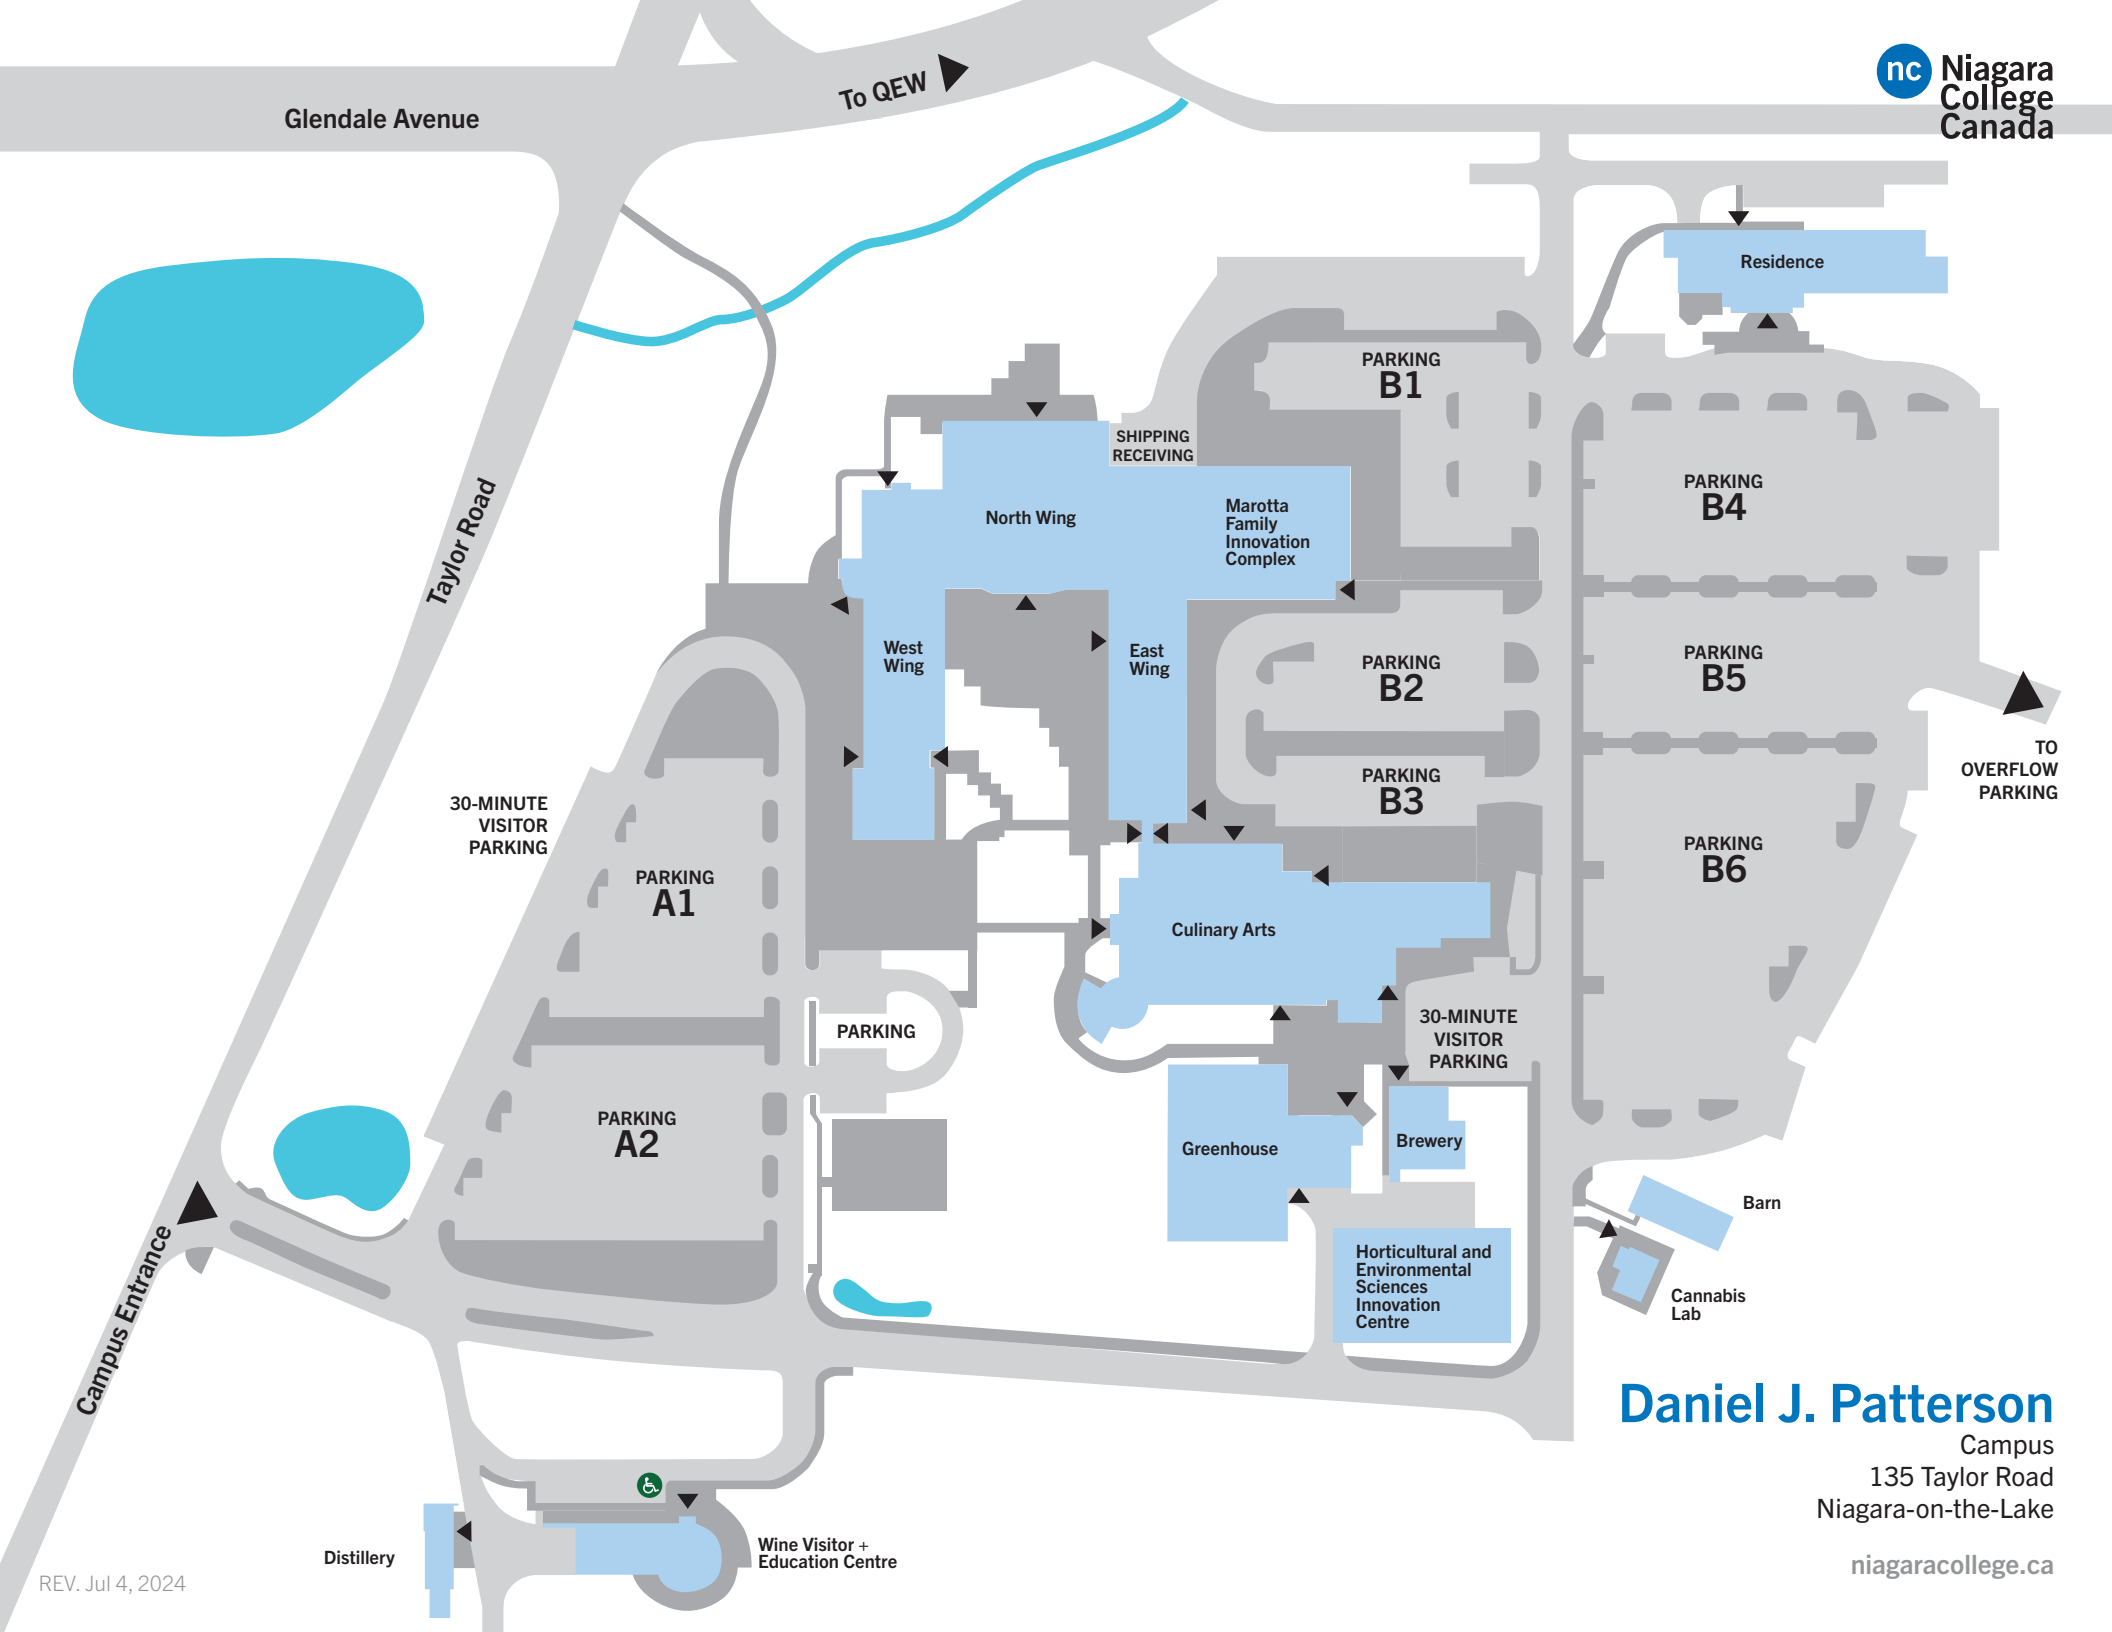 nc
Niagara
College
Canada
To QEW
Glendale Avenue
Residence
PARKING
B1
SHIPPING
RECEIVING
Taylor Road
North Wing
Marotta
Family
Innovation
Complex
PARKING
B4
West
Wing
East
Wing
PARKING
B2
PARKING
B5
TO
OVERFLOW
PARKING
30-MINUTE
VISITOR
PARKING
PARKING
B3
PARKING
B6
PARKING
A1
Culinary Arts
PARKING
30-MINUTE
VISITOR
PARKING
PARKING
A2
Greenhouse
Brewery
Barn
Campus Entrance
Horticultural and
Environmental
Sciences
Innovation
Centre
Cannabis
Lab
Daniel J. Patterson
Campus
135 Taylor Road
Niagara-on-the-Lake
niagaracollege.ca
Distillery
Wine Visitor +
Education Centre
REV. Jul 4, 2024